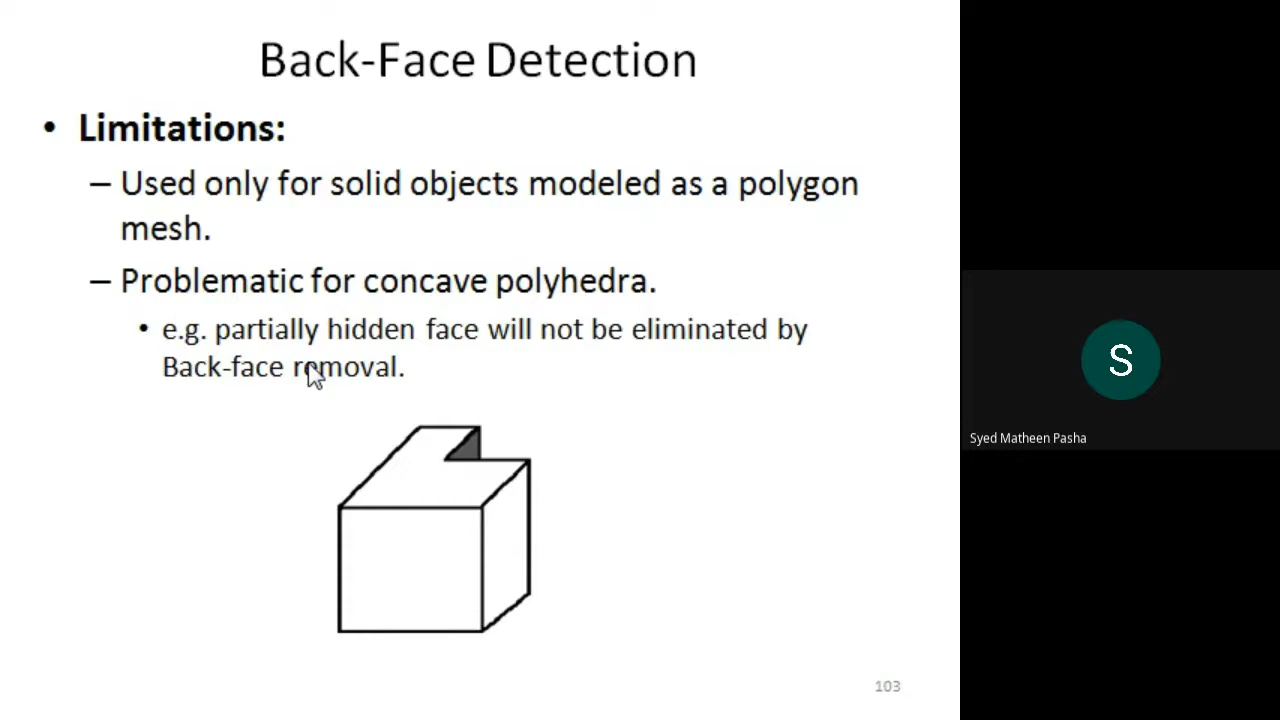 Back-Face Detection
• Limitations:
– Used only for solid objects modeled as a polygon
mesh.
– Problematic for concave polyhedra.
• e.g. partially hidden face will not be eliminated by
Back-face removal.
103
S
Syed Matheen Pasha